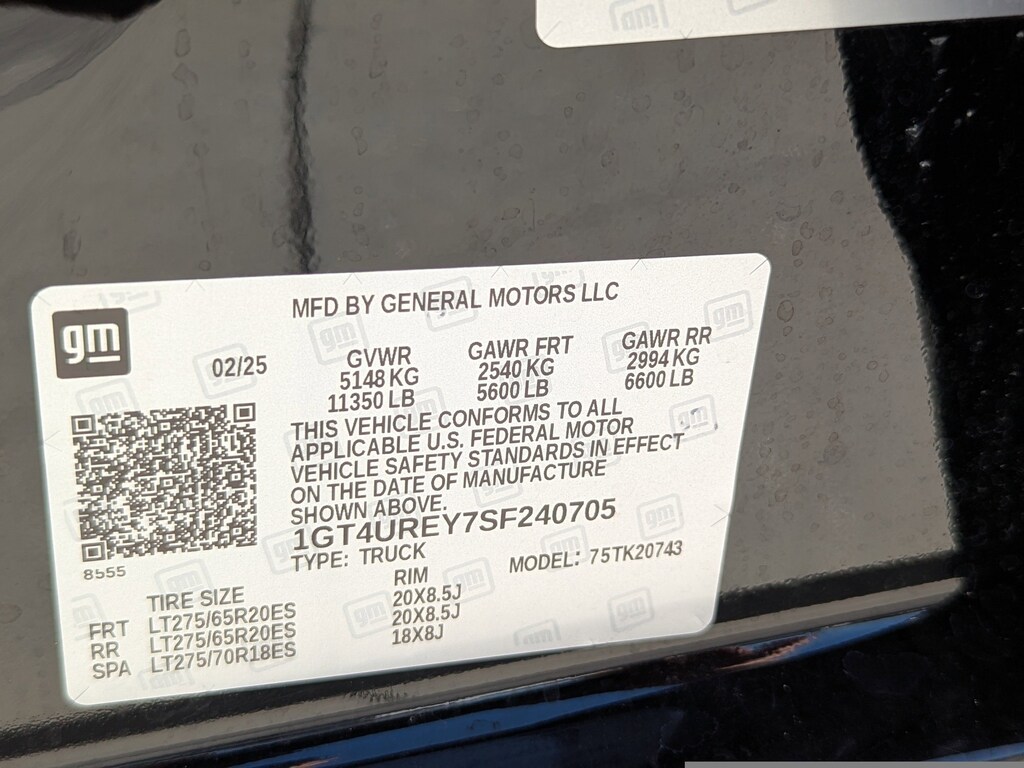 gm
MFD BY GENERAL MOTORS LLC
gm
02/25
GVWR GAWR FRT GAWR RR
5148 KG 2540 KG 2994 KG
11350 LB 5600 LB 6600 LB
THIS VEHICLE CONFORMS TO ALL
APPLICABLE U.S. FEDERAL MOTOR
VEHICLE SAFETY STANDARDS IN EFFECT
ON THE DATE OF MANUFACTURE
SHOWN ABOVE.
1GT4UREY7SF240705
TYPE: TRUCK MODEL: 75TK20743
8555
TIRE SIZE RIM
FRT LT275/65R20ES 20X8.5J
RR LT275/65R20ES 20X8.5J
SPA LT275/70R18ES 18X8J